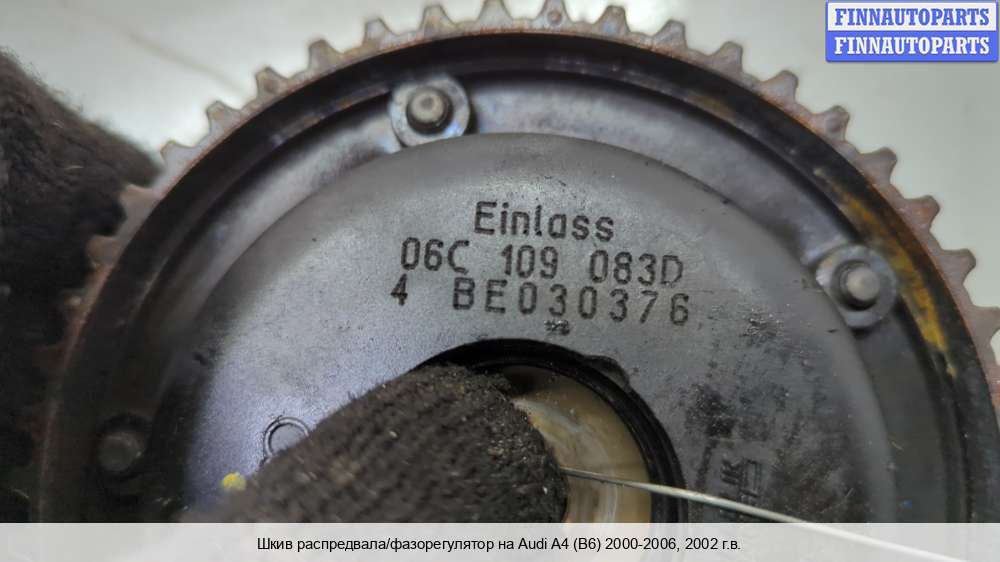 FINNAUTOPARTS
FINNAUTOPARTS
Einlass
06C 109 083D
4 BE030376
Шкив распредвала/фазорегулятор на Audi A4 (B6) 2000-2006, 2002 г.в.